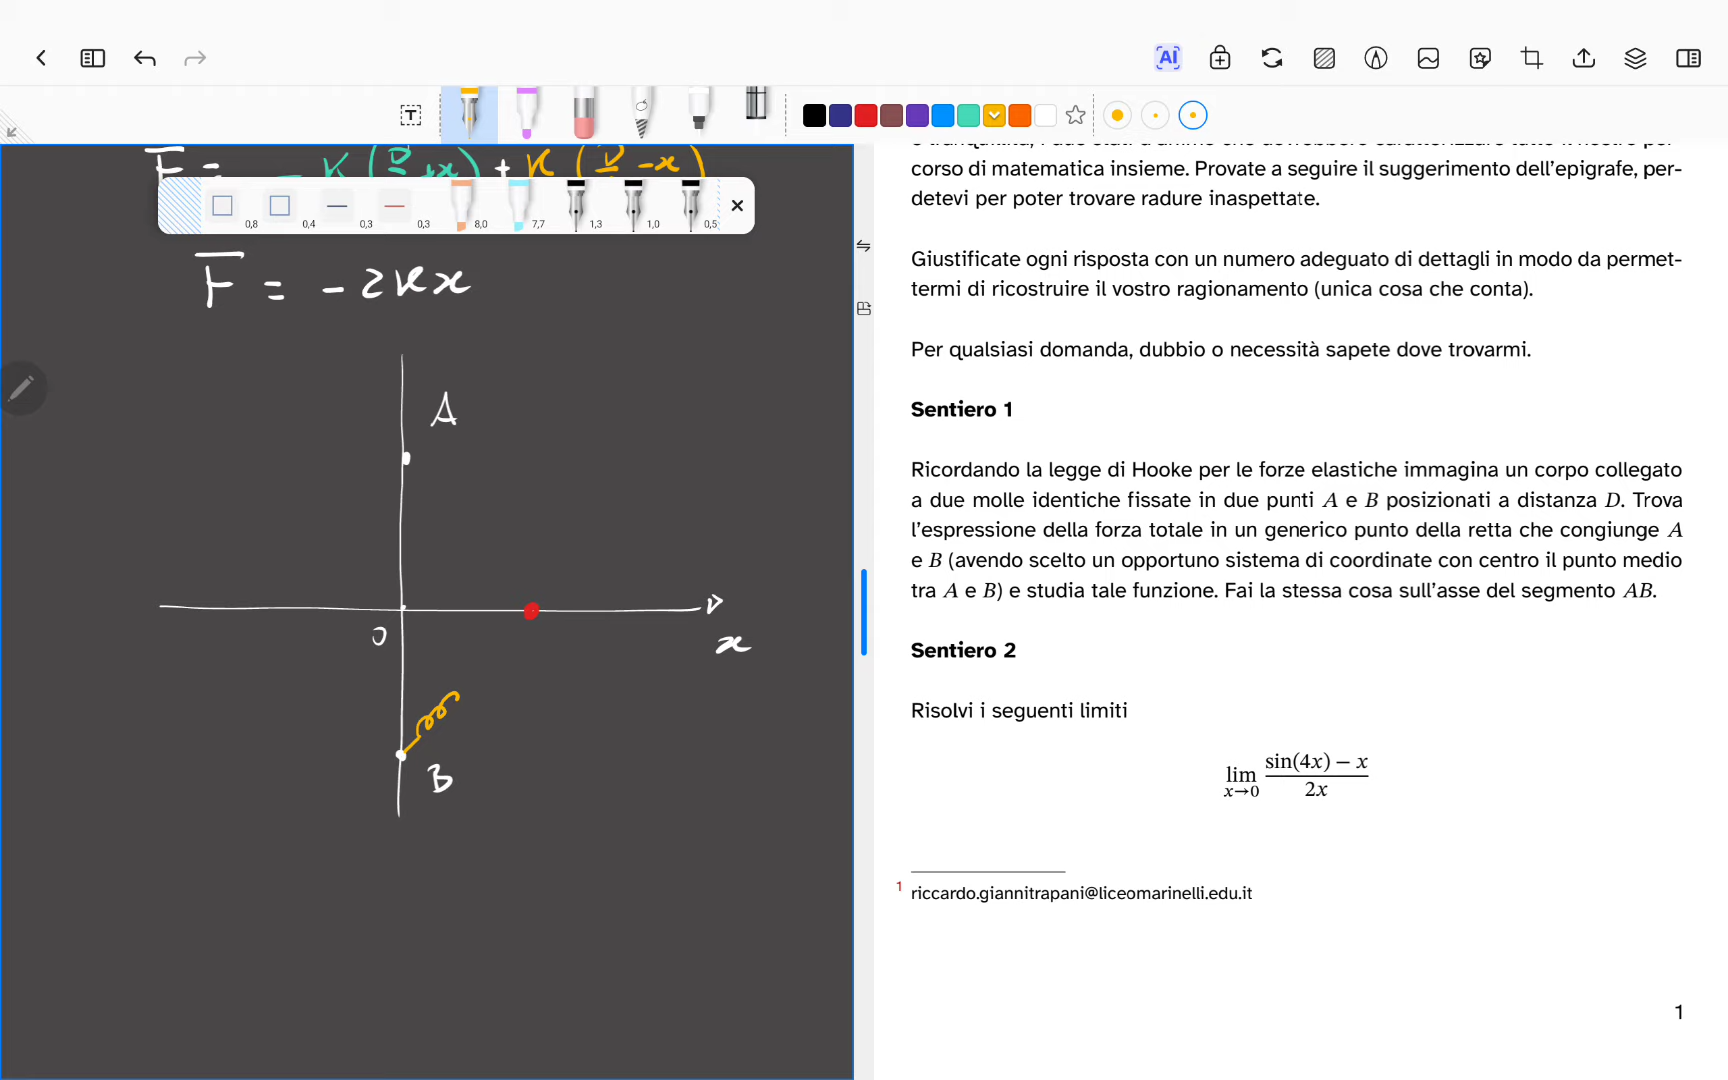 F = - K ( D + x ) + K ( D - x )
0,8 0,4 0,3 0,3 8,0 7,7 1,3 1,0 0,5
F = - 2 K x
A
O
x
B
AI
T
corso di matematica insieme. Provate a seguire il suggerimento dell'epigrafe, per-
detevi per poter trovare radure inaspettate.
Giustificate ogni risposta con un numero adeguato di dettagli in modo da permet-
termi di ricostruire il vostro ragionamento (unica cosa che conta).
Per qualsiasi domanda, dubbio o necessità sapete dove trovarmi.
Sentiero 1
Ricordando la legge di Hooke per le forze elastiche immagina un corpo collegato
a due molle identiche fissate in due punti A e B posizionati a distanza D. Trova
l'espressione della forza totale in un generico punto della retta che congiunge A
e B (avendo scelto un opportuno sistema di coordinate con centro il punto medio
tra A e B) e studia tale funzione. Fai la stessa cosa sull'asse del segmento AB.
Sentiero 2
Risolvi i seguenti limiti
lim x→0 sin(4x) − x
2x
1 riccardo.giannitrapani@liceomarinelli.edu.it
1